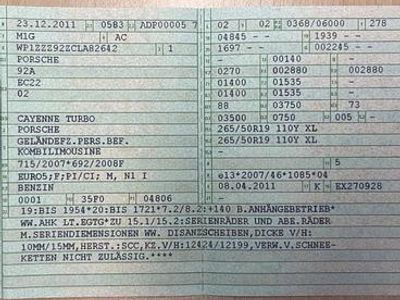 23.12.2011 0583 ADP00005 7 02 02 0368/06000 278
M1G AC 04845 -- 1939 --
WP1ZZZ92ZCLA82642 1 1697 -- 002245 --
PORSCHE - 00140 -
92A 0270 002880 002880
EC22 01400 01535 -
02 01400 01535 -
- 88 03750 73
CAYENNE TURBO 03500 0750 005 -
PORSCHE 265/50R19 110Y XL
GELÄNDEFZ.PERS.BEF. 265/50R19 110Y XL
KOMBILIMOUSINE -
715/2007*692/2008F - 5
EURO5;F;PI/CI; M, N1 I e13*2007/46*1085*04
BENZIN 08.04.2011 K EX270928
0001 35F0 04806 -
19:BIS 1954*20:BIS 1721*7.2/8.2:+140 B.ANHÄNGEBETRIEB*
WW.AHK LT.EGTG*ZU 15.1/15.2:SERIENRÄDER UND ABE.RÄDER
M.SERIENDIEMENSIONEN WW. DISANZSCHEIBEN,DICKE V/H:
10MM/15MM,HERST.:SCC,KZ.V/H:12424/12199,VERW.V.SCHNEE-
KETTEN NICHT ZULÄSSIG.****